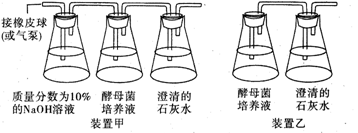 接橡皮球
(或气泵)
质量分数为10%
的NaOH溶液
酵母菌
培养液
澄清的
石灰水
装置甲
酵母菌
培养液
澄清的
石灰水
装置乙